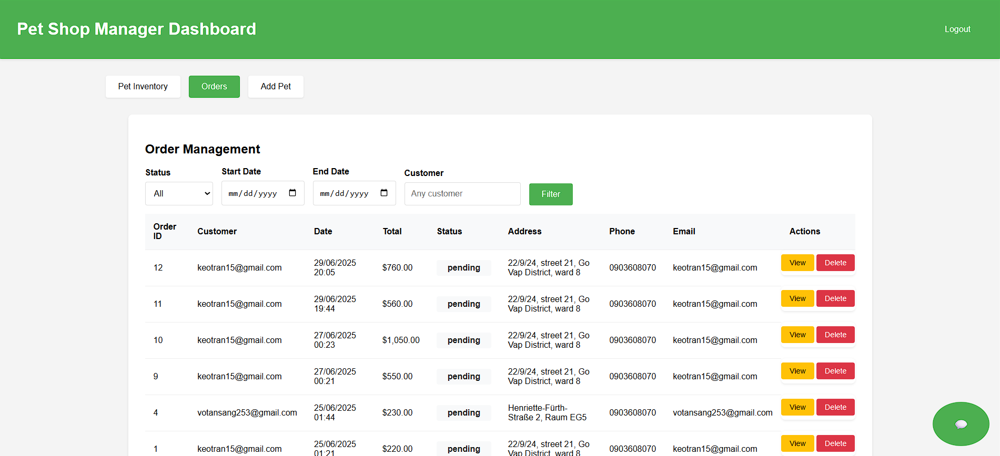 Pet Shop Manager Dashboard
Logout
Pet Inventory
Orders
Add Pet
Order Management
Status
Start Date
End Date
Customer
All
mm/dd/yyyy
mm/dd/yyyy
Any customer
Filter
Order ID Customer Date Total Status Address Phone Email Actions
12 keotran15@gmail.com 29/06/2025 20:05 $760.00 pending 22/9/24, street 21, Go Vap District, ward 8 0903608070 keotran15@gmail.com View Delete
11 keotran15@gmail.com 29/06/2025 19:44 $560.00 pending 22/9/24, street 21, Go Vap District, ward 8 0903608070 keotran15@gmail.com View Delete
10 keotran15@gmail.com 27/06/2025 00:23 $1,050.00 pending 22/9/24, street 21, Go Vap District, ward 8 0903608070 keotran15@gmail.com View Delete
9 keotran15@gmail.com 27/06/2025 00:21 $550.00 pending 22/9/24, street 21, Go Vap District, ward 8 0903608070 keotran15@gmail.com View Delete
4 votansang253@gmail.com 25/06/2025 01:44 $230.00 pending Henriette-Fürth-Straße 2, Raum EG5 0903608070 votansang253@gmail.com View Delete
1 keotran15@gmail.com 25/06/2025 01:21 $220.00 pending 22/9/24, street 21, Go Vap District, ward 8 0903608070 keotran15@gmail.com View Delete